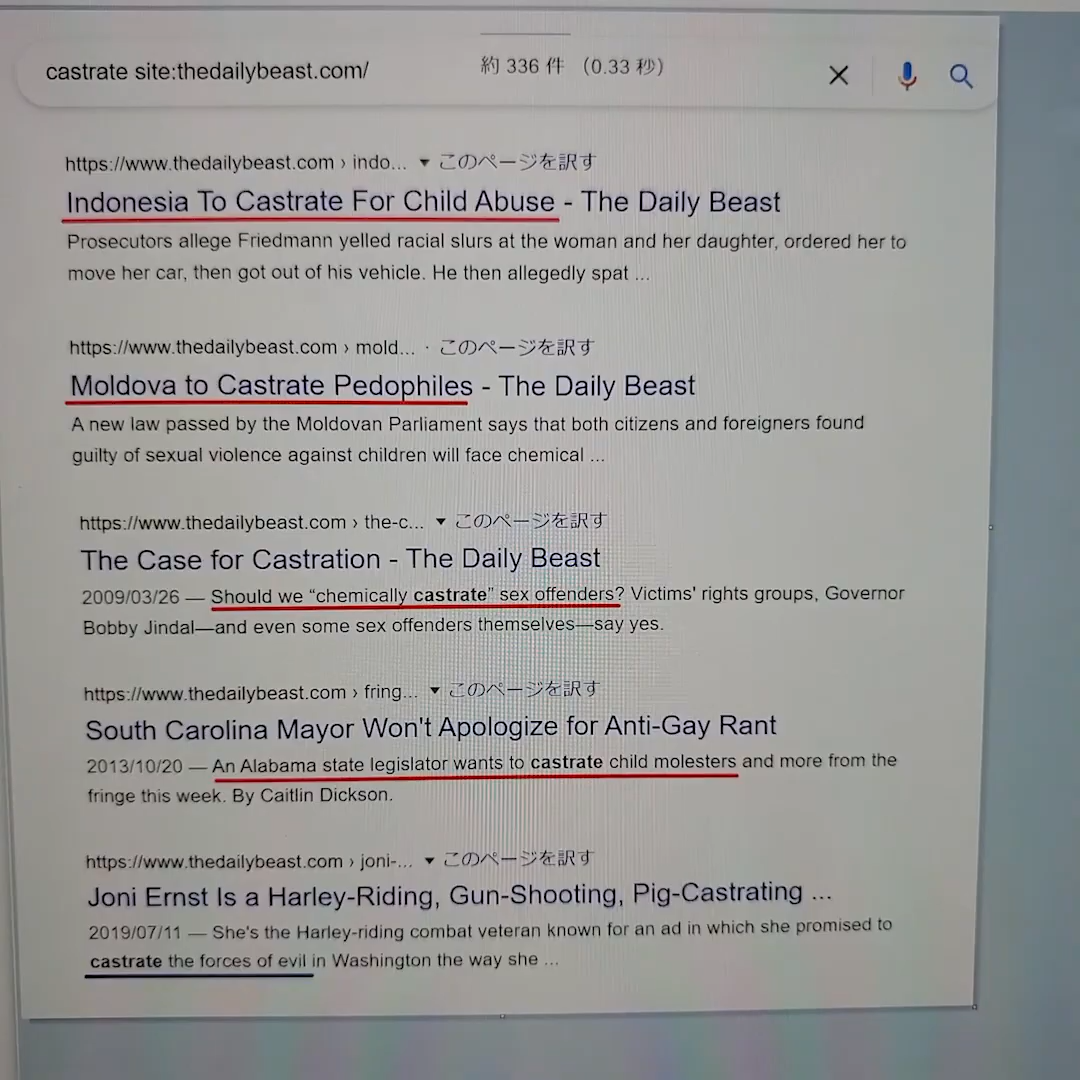 castrate site:thedailybeast.com/ 約 336 件 （0.33 秒）
https://www.thedailybeast.com › indo... ▼ このページを訳す
Indonesia To Castrate For Child Abuse - The Daily Beast
Prosecutors allege Friedmann yelled racial slurs at the woman and her daughter, ordered her to
move her car, then got out of his vehicle. He then allegedly spat ...
https://www.thedailybeast.com › mold... · このページを訳す
Moldova to Castrate Pedophiles - The Daily Beast
A new law passed by the Moldovan Parliament says that both citizens and foreigners found
guilty of sexual violence against children will face chemical ...
https://www.thedailybeast.com › the-c... ▼ このページを訳す
The Case for Castration - The Daily Beast
2009/03/26 — Should we “chemically castrate” sex offenders? Victims' rights groups, Governor
Bobby Jindal—and even some sex offenders themselves—say yes.
https://www.thedailybeast.com › fring... ▼ このページを訳す
South Carolina Mayor Won't Apologize for Anti-Gay Rant
2013/10/20 — An Alabama state legislator wants to castrate child molesters and more from the
fringe this week. By Caitlin Dickson.
https://www.thedailybeast.com › joni-... ▼ このページを訳す
Joni Ernst Is a Harley-Riding, Gun-Shooting, Pig-Castrating ...
2019/07/11 — She's the Harley-riding combat veteran known for an ad in which she promised to
castrate the forces of evil in Washington the way she ...